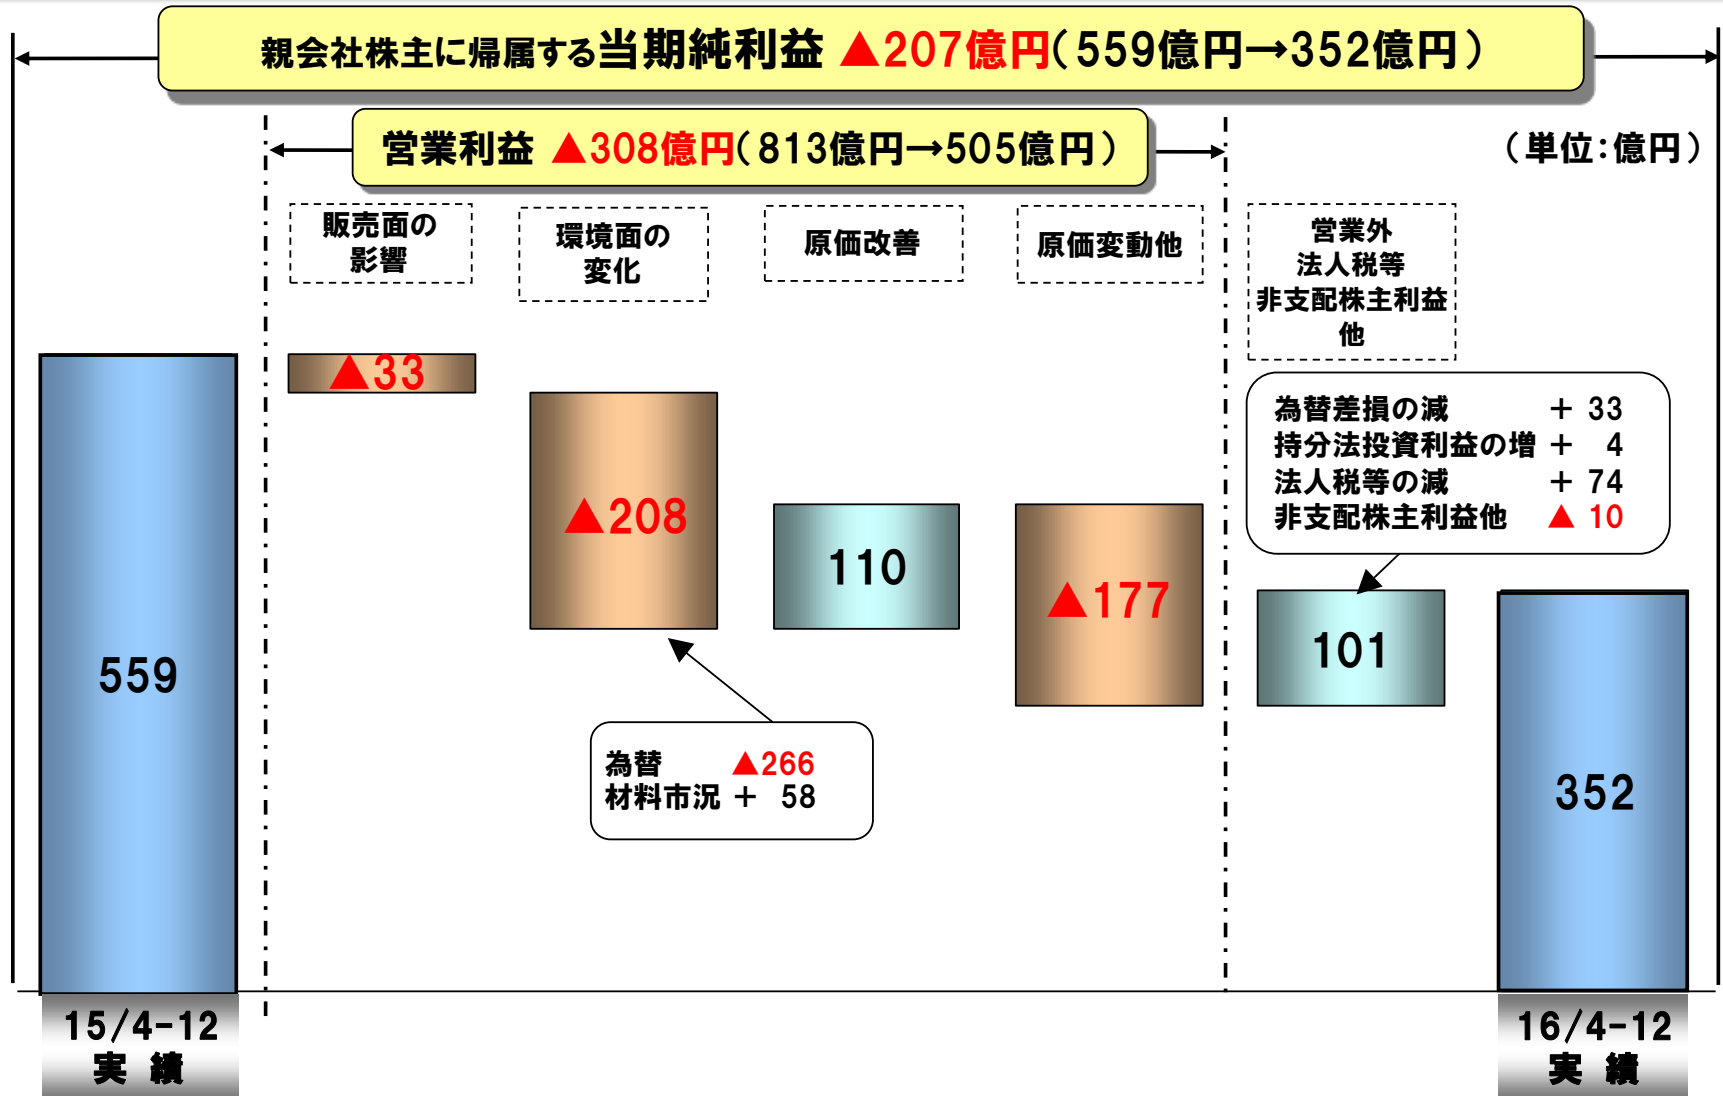 親会社株主に帰属する当期純利益 ▲207億円(559億円→352億円)
営業利益 ▲308億円(813億円→505億円)
(単位:億円)
販売面の
影響
環境面の
変化
原価改善
原価変動他
営業外
法人税等
非支配株主利益
他
▲33
▲208
110
▲177
為替差損の減 + 33
持分法投資利益の増 + 4
法人税等の減 + 74
非支配株主利益他 ▲ 10
101
559
352
為替 ▲266
材料市況 + 58
15/4-12
実 績
16/4-12
実 績